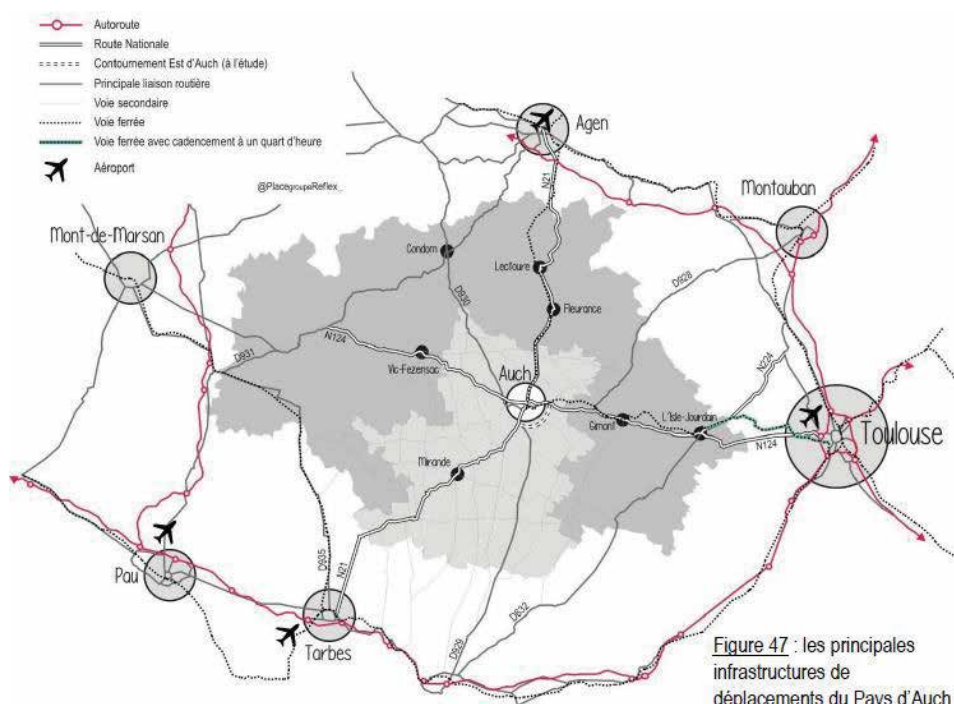 Autoroute
Route Nationale
Contournement Est d'Auch (à l'étude)
Principale liaison routière
Voie secondaire
Voie ferrée
Voie ferrée avec cadencement à un quart d'heure
Aéroport
@PlacegroupeReflex_
Agen
N21
Montauban
Mont-de-Marsan
Condom
Lectoure
D928
D930
Fleurance
N124
D931
Vic-Fezensac
Auch
N224
Gimont
L'Isle-Jourdain
Toulouse
N124
Mirande
D935
N21
Pau
Tarbes
D929
D632
Figure 47 : les principales
infrastructures de
déplacements du Pays d'Auch